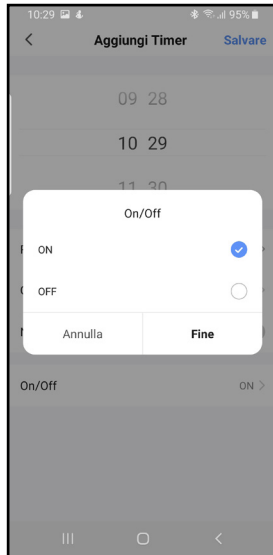 10:29 95%
Aggiungi Timer Salvare
09 28
10 29
11 30
On/Off
ON
OFF
Annulla Fine
On/Off ON